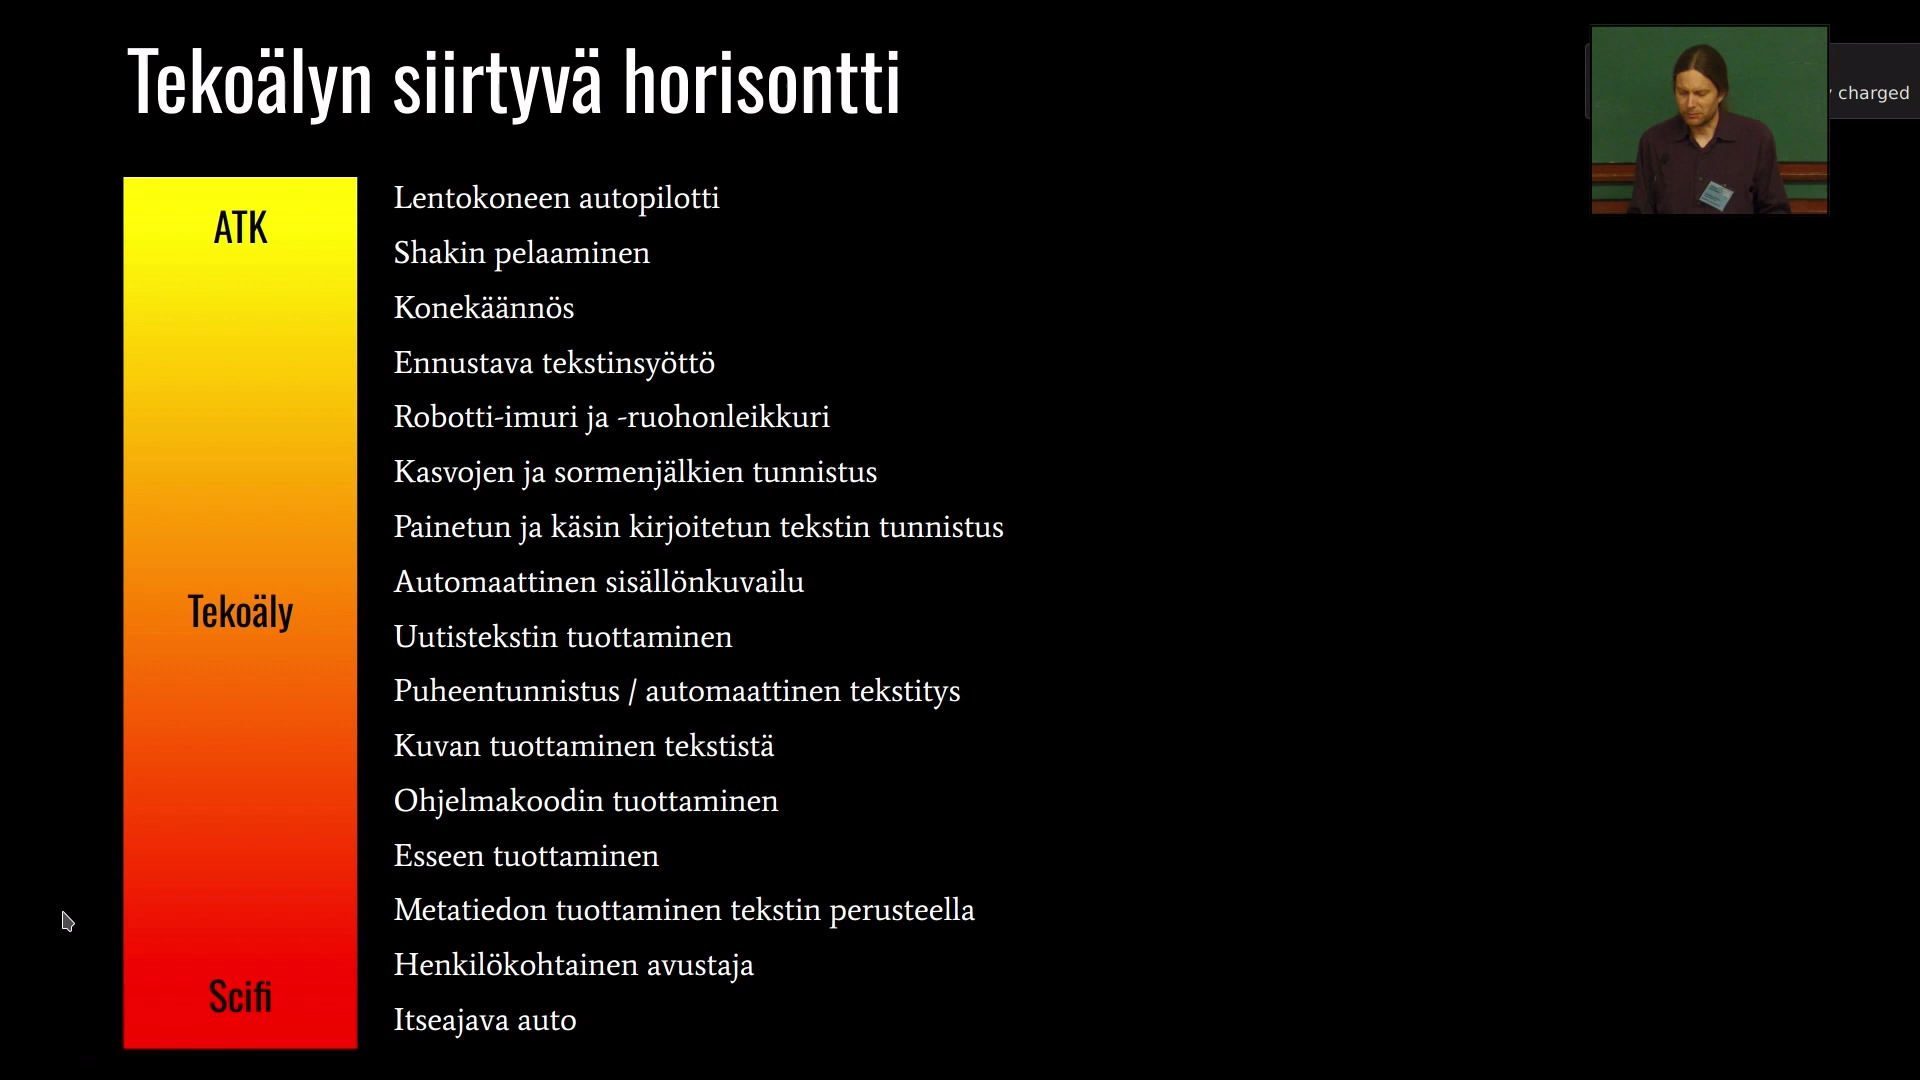 Tekoälyn siirtyvä horisontti
charged
ATK
Tekoäly
Scifi
Lentokoneen autopilotti
Shakin pelaaminen
Konekäännös
Ennustava tekstinsyöttö
Robotti-imuri ja -ruohonleikkuri
Kasvojen ja sormenjälkien tunnistus
Painetun ja käsin kirjoitetun tekstin tunnistus
Automaattinen sisällönkuvailu
Uutistekstin tuottaminen
Puheentunnistus / automaattinen tekstitys
Kuvan tuottaminen tekstistä
Ohjelmakoodin tuottaminen
Esseen tuottaminen
Metatiedon tuottaminen tekstin perusteella
Henkilökohtainen avustaja
Itseajava auto